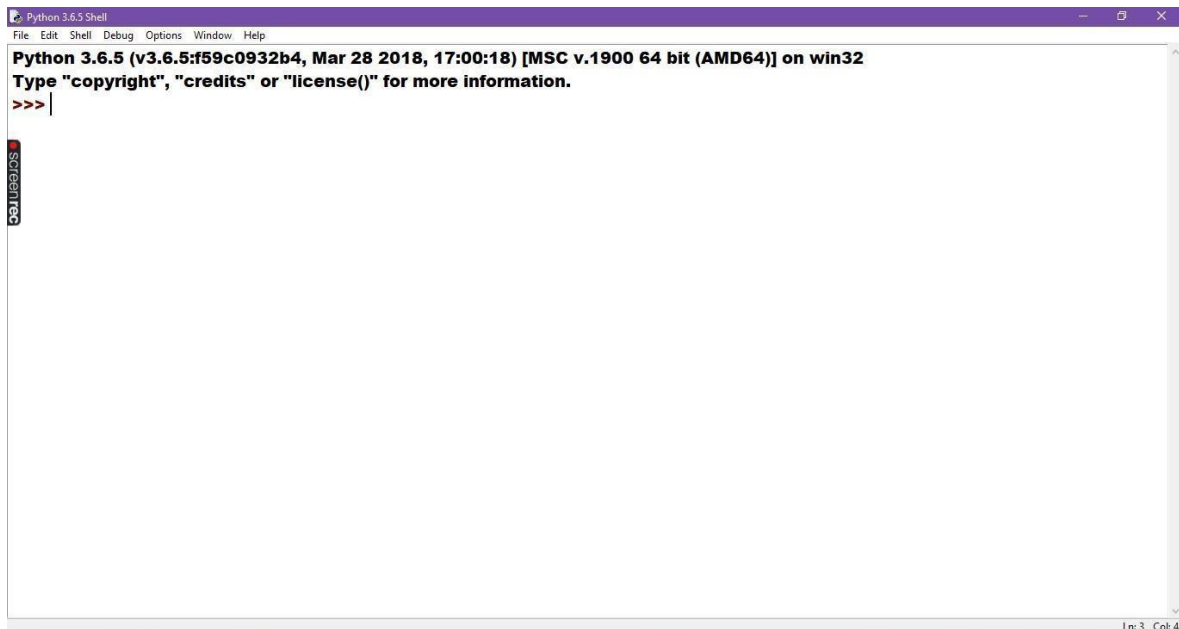 Python 3.6.5 Shell
File Edit Shell Debug Options Window Help
Python 3.6.5 (v3.6.5:f59c0932b4, Mar 28 2018, 17:00:18) [MSC v.1900 64 bit (AMD64)] on win32
Type "copyright", "credits" or "license()" for more information.
>>>
screenrec
Ln: 3 Col: 4